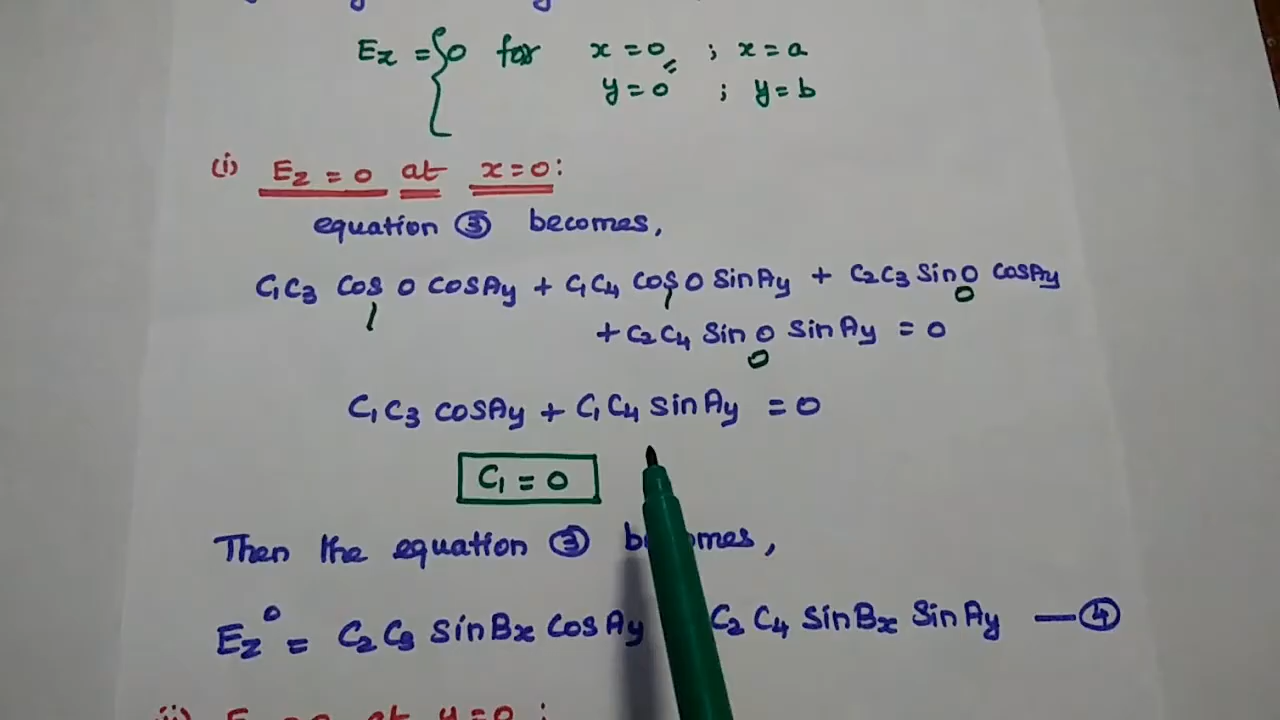 Ez = { 0 for x = 0 ; x = a
y = 0 ; y = b
(i) Ez = 0 at x = 0 :
equation ③ becomes,
C1C3 Cos 0 CosAy + C1C4 Cos 0 SinAy + C2C3 Sin 0 CosAy
1 1 0
+ C2C4 Sin 0 SinAy = 0
0
C1C3 cosAy + C1C4 sinAy = 0
C1 = 0
Then the equation ③ becomes,
Ez⁰ = C2C3 SinBx CosAy C2C4 SinBx SinAy — ④
at y = 0 :